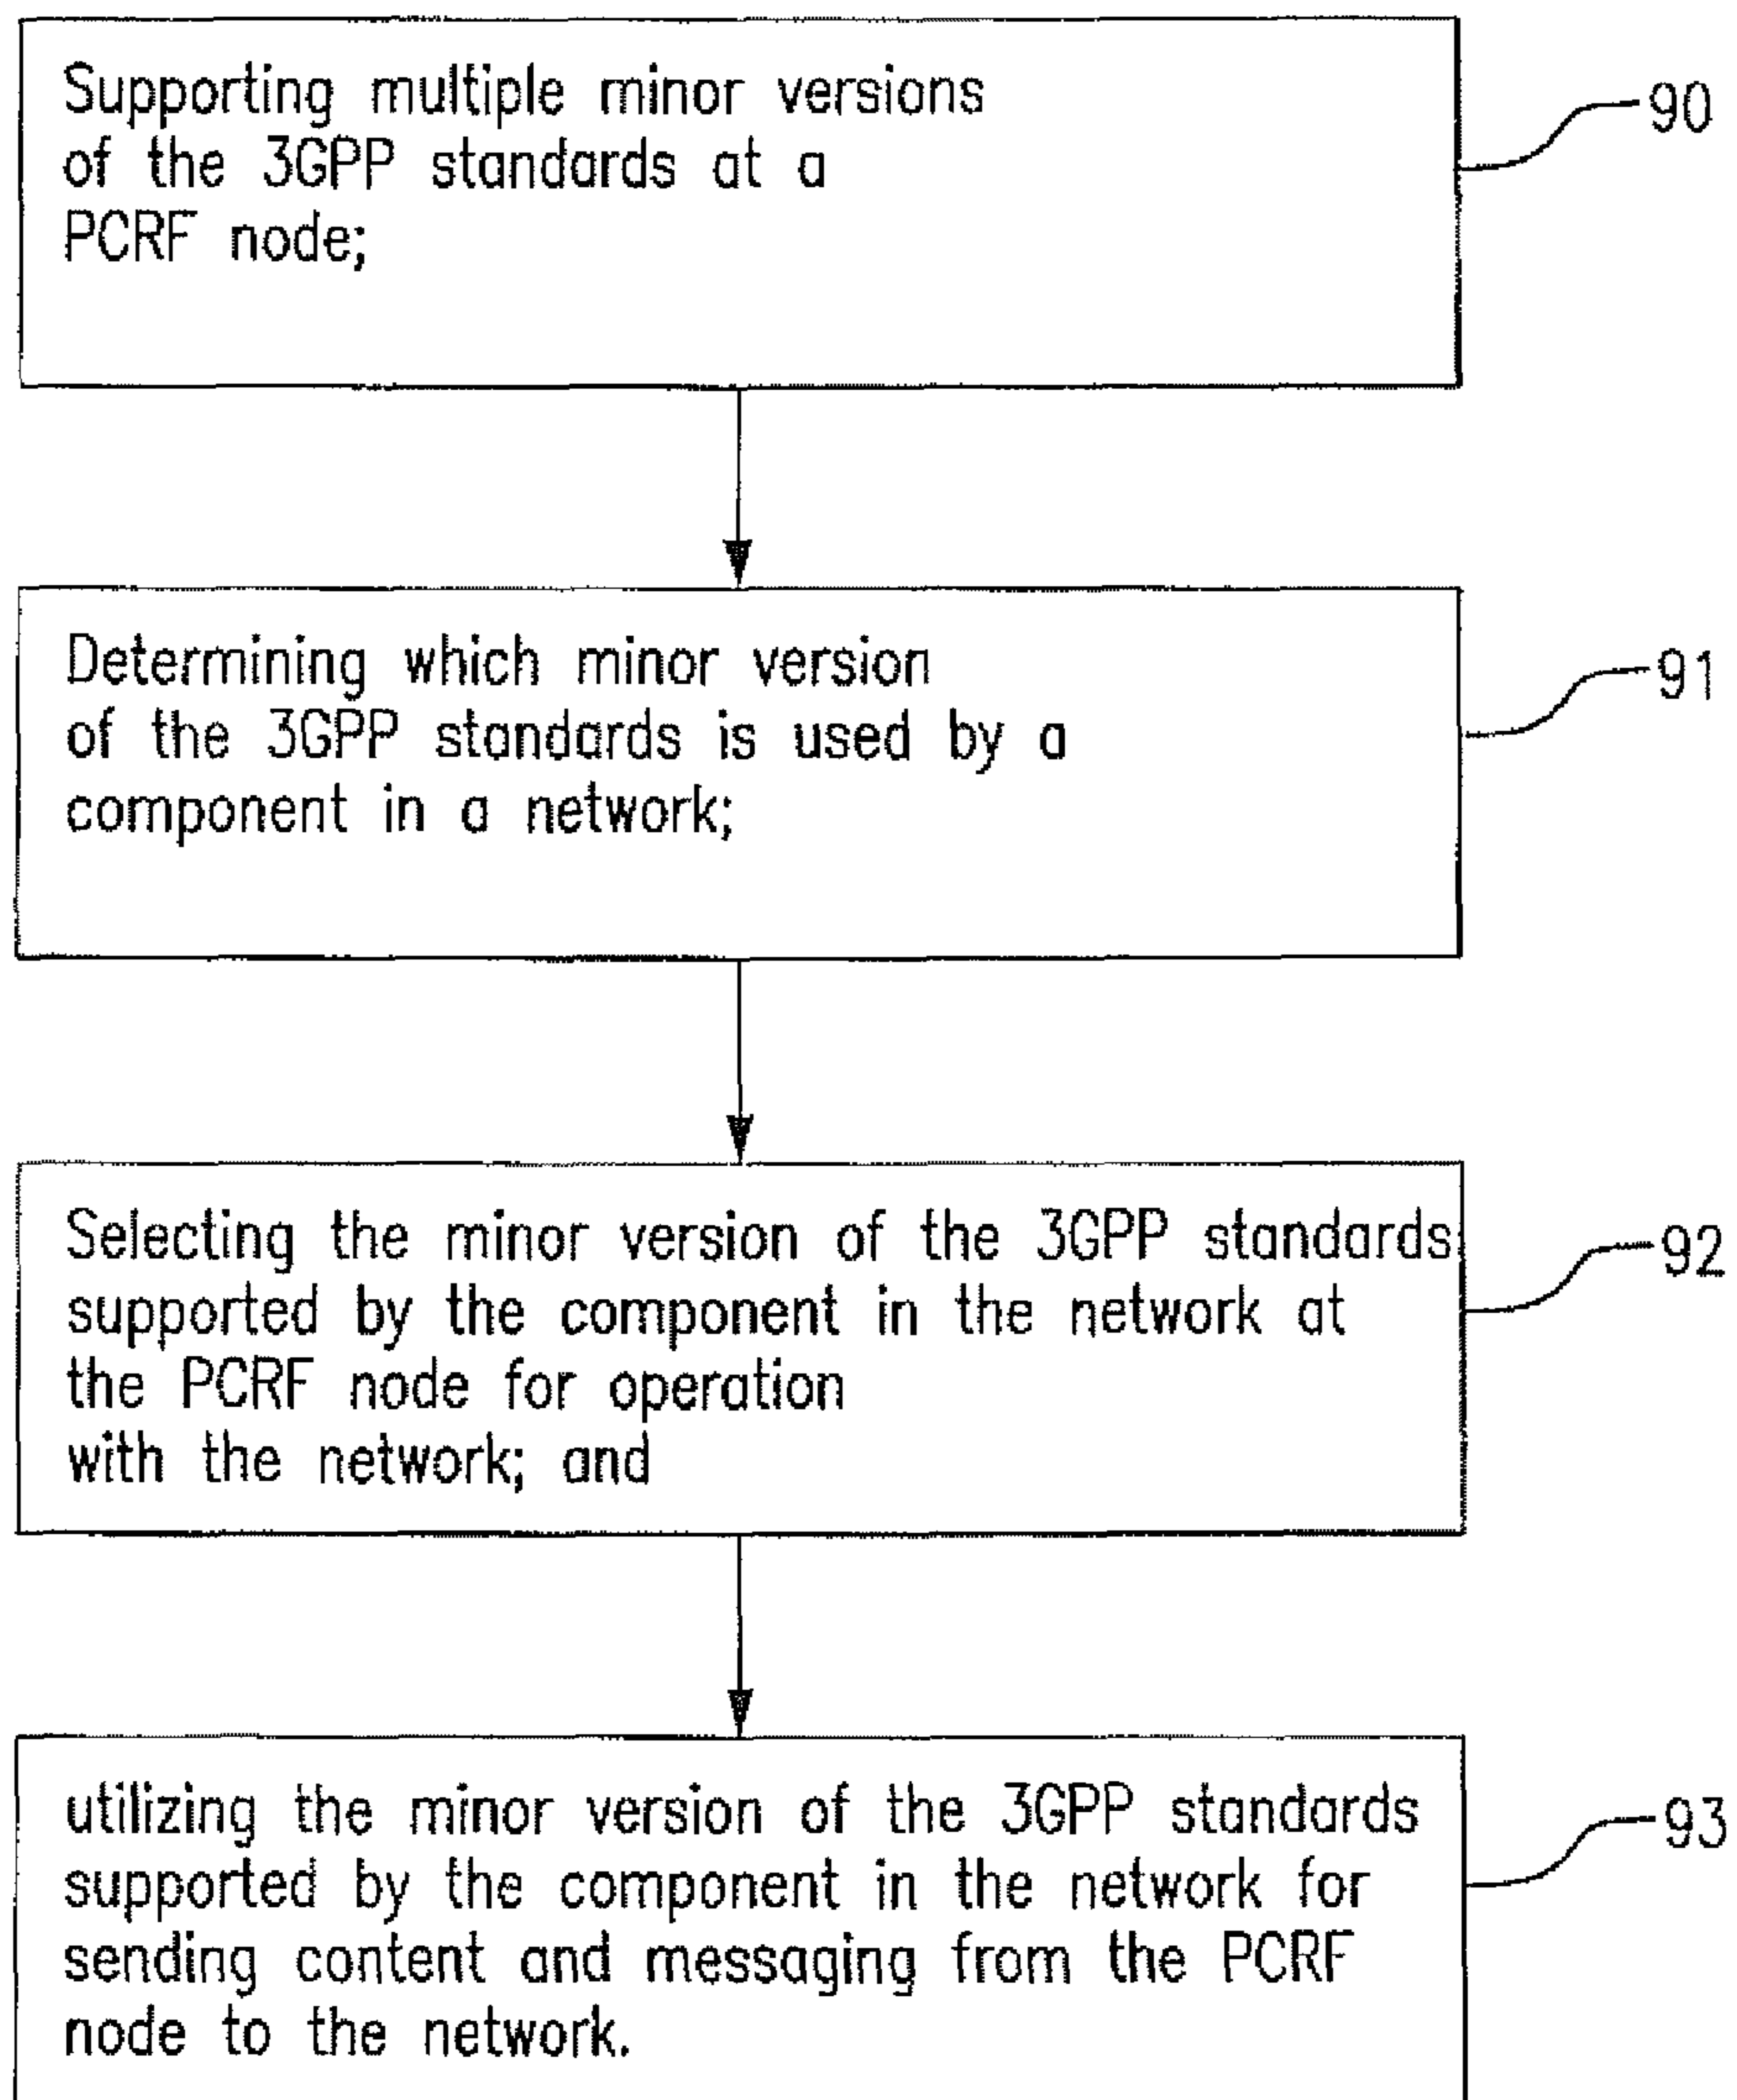 Supporting multiple minor versions
of the 3GPP standards at a
PCRF node;
90
Determining which minor version
of the 3GPP standards is used by a
component in a network;
91
Selecting the minor version of the 3GPP standards
supported by the component in the network at
the PCRF node for operation
with the network; and
92
utilizing the minor version of the 3GPP standards
supported by the component in the network for
sending content and messaging from the PCRF
node to the network.
93